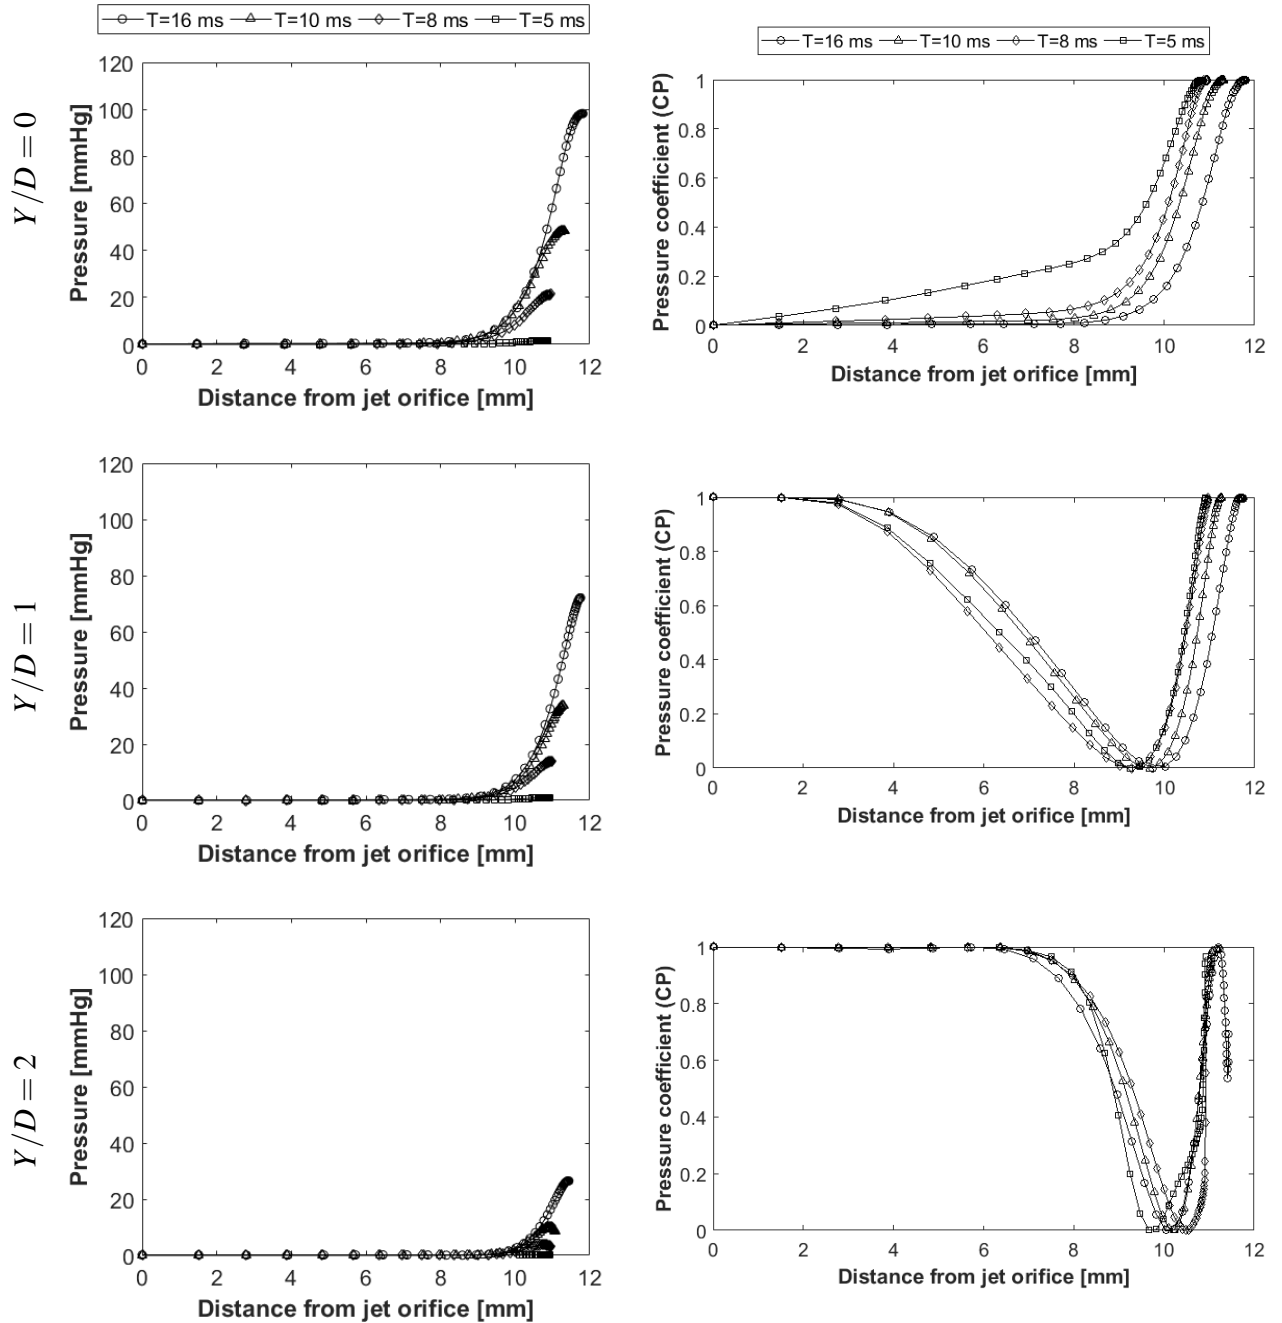 T=16 ms T=10 ms T=8 ms T=5 ms
T=16 ms T=10 ms T=8 ms T=5 ms
Y/D = 0
Pressure [mmHg]
120
100
80
60
40
20
0
0 2 4 6 8 10 12
Distance from jet orifice [mm]
Pressure coefficient (CP)
1
0.8
0.6
0.4
0.2
0
0 2 4 6 8 10 12
Distance from jet orifice [mm]
Y/D = 1
Pressure [mmHg]
120
100
80
60
40
20
0
0 2 4 6 8 10 12
Distance from jet orifice [mm]
Pressure coefficient (CP)
1
0.8
0.6
0.4
0.2
0
0 2 4 6 8 10 12
Distance from jet orifice [mm]
Y/D = 2
Pressure [mmHg]
120
100
80
60
40
20
0
0 2 4 6 8 10 12
Distance from jet orifice [mm]
Pressure coefficient (CP)
1
0.8
0.6
0.4
0.2
0
0 2 4 6 8 10 12
Distance from jet orifice [mm]